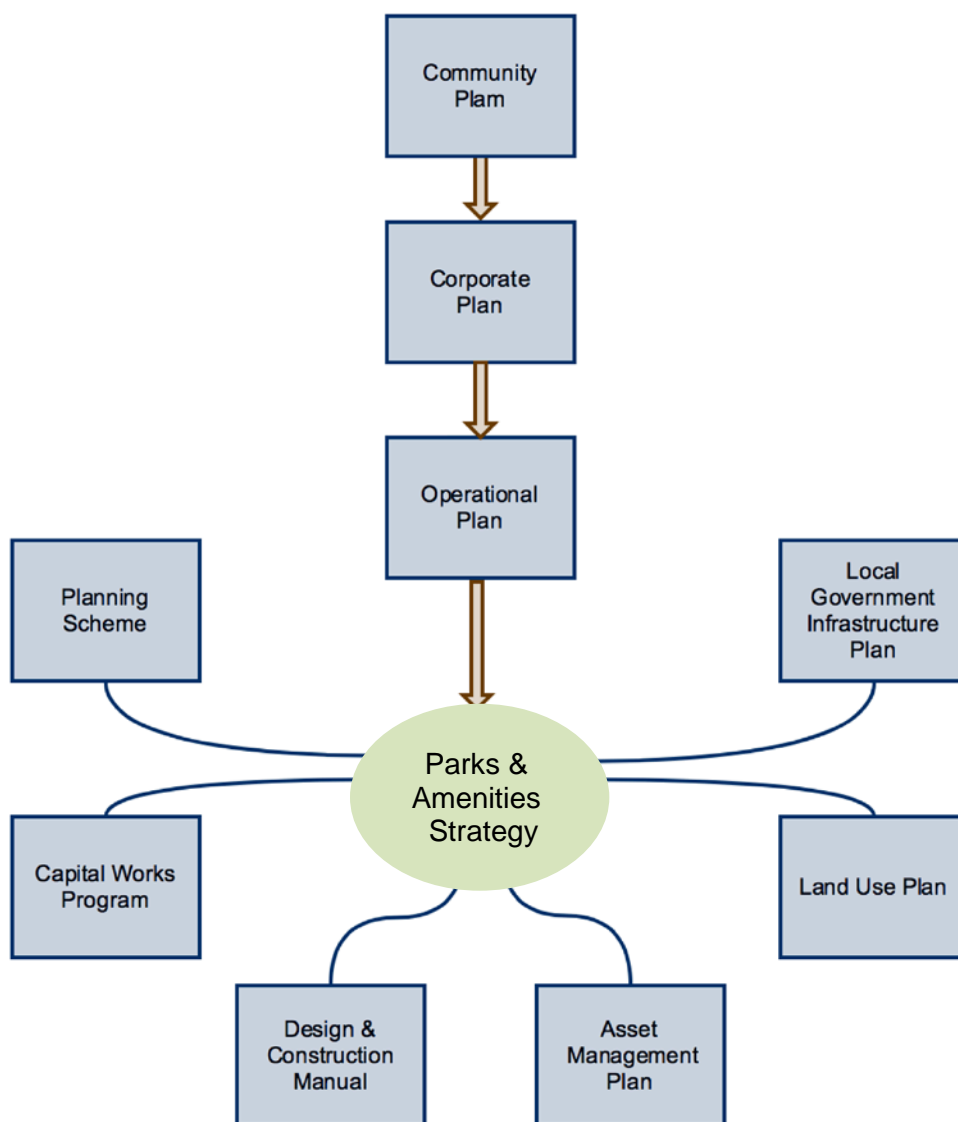 Community
Plam
Corporate
Plan
Operational
Plan
Planning
Scheme
Local
Government
Infrastructure
Plan
Parks &
Amenities
Strategy
Capital Works
Program
Land Use Plan
Design &
Construction
Manual
Asset
Management
Plan